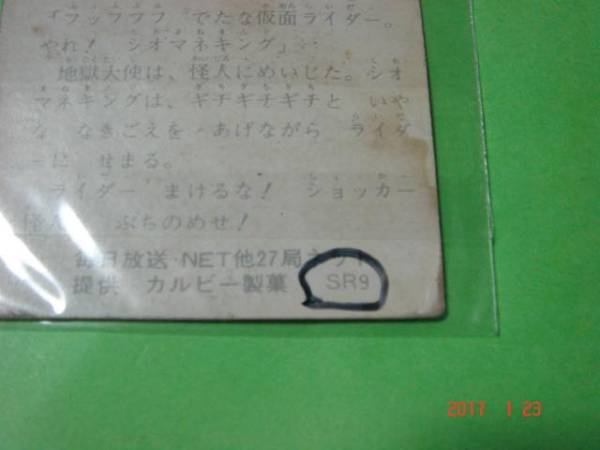 「フッフフフ でたな仮面ライダー。
やれ! シオマネキング」…
地獄大使は、怪人にめいじた。シオ
マネキングは、ギチギチギチと いや
な なきごえを あげながら ライダ
ーに せまる。
ライダー まけるな! ショッカー
怪人 ぶちのめせ!
毎日放送・NET他27局ネット
提供 カルビー製菓 SR9
2017 1 23